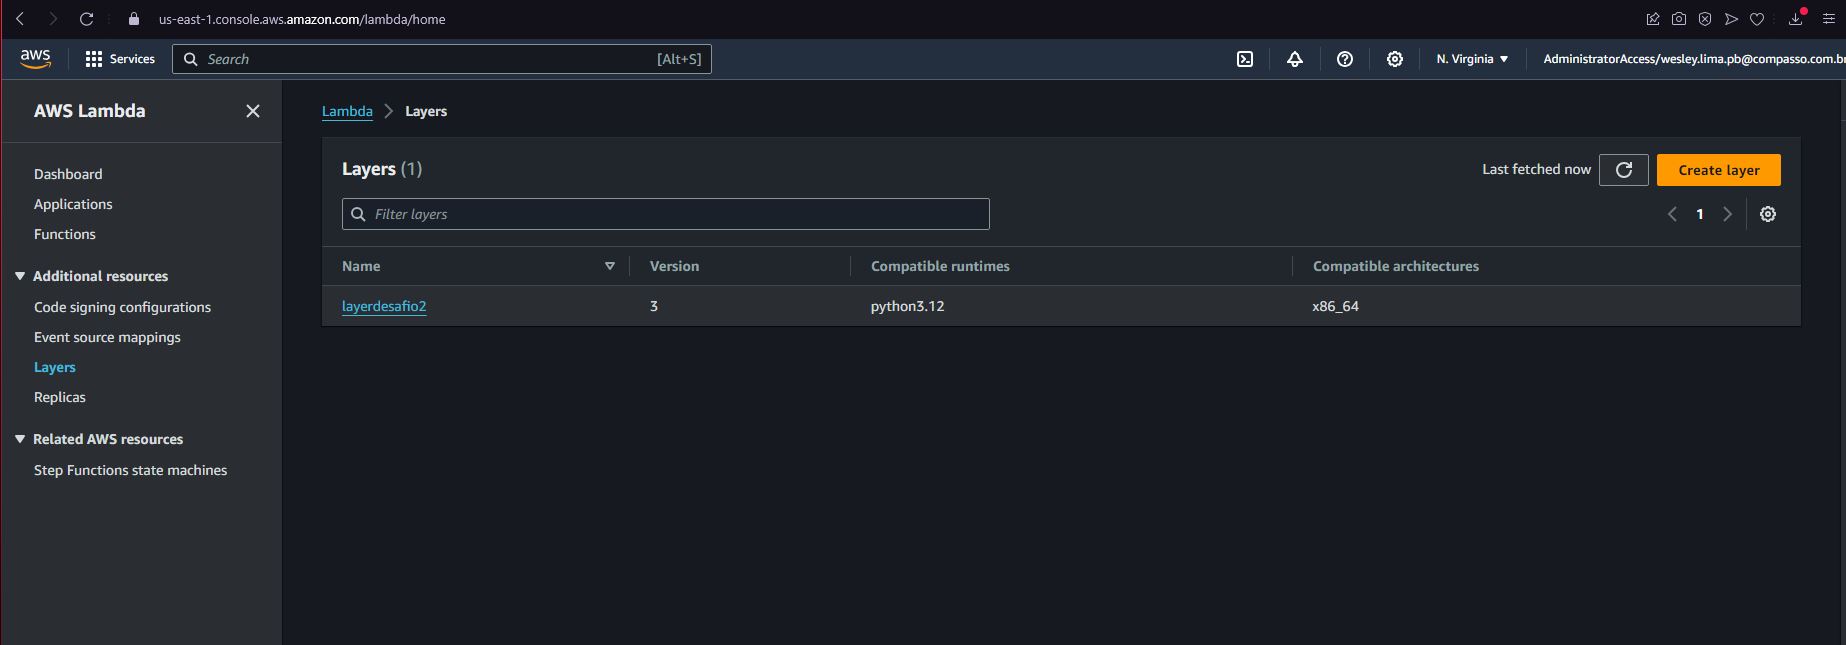 us-east-1.console.aws.amazon.com/lambda/home
aws
Services
Search
[Alt+S]
N. Virginia
AdministratorAccess/wesley.lima.pb@compasso.com.br
AWS Lambda
Dashboard
Applications
Functions
Additional resources
Code signing configurations
Event source mappings
Layers
Replicas
Related AWS resources
Step Functions state machines
Lambda > Layers
Layers (1)
Last fetched now
Create layer
Filter layers
1
Name Version Compatible runtimes Compatible architectures
layerdesafio2 3 python3.12 x86_64